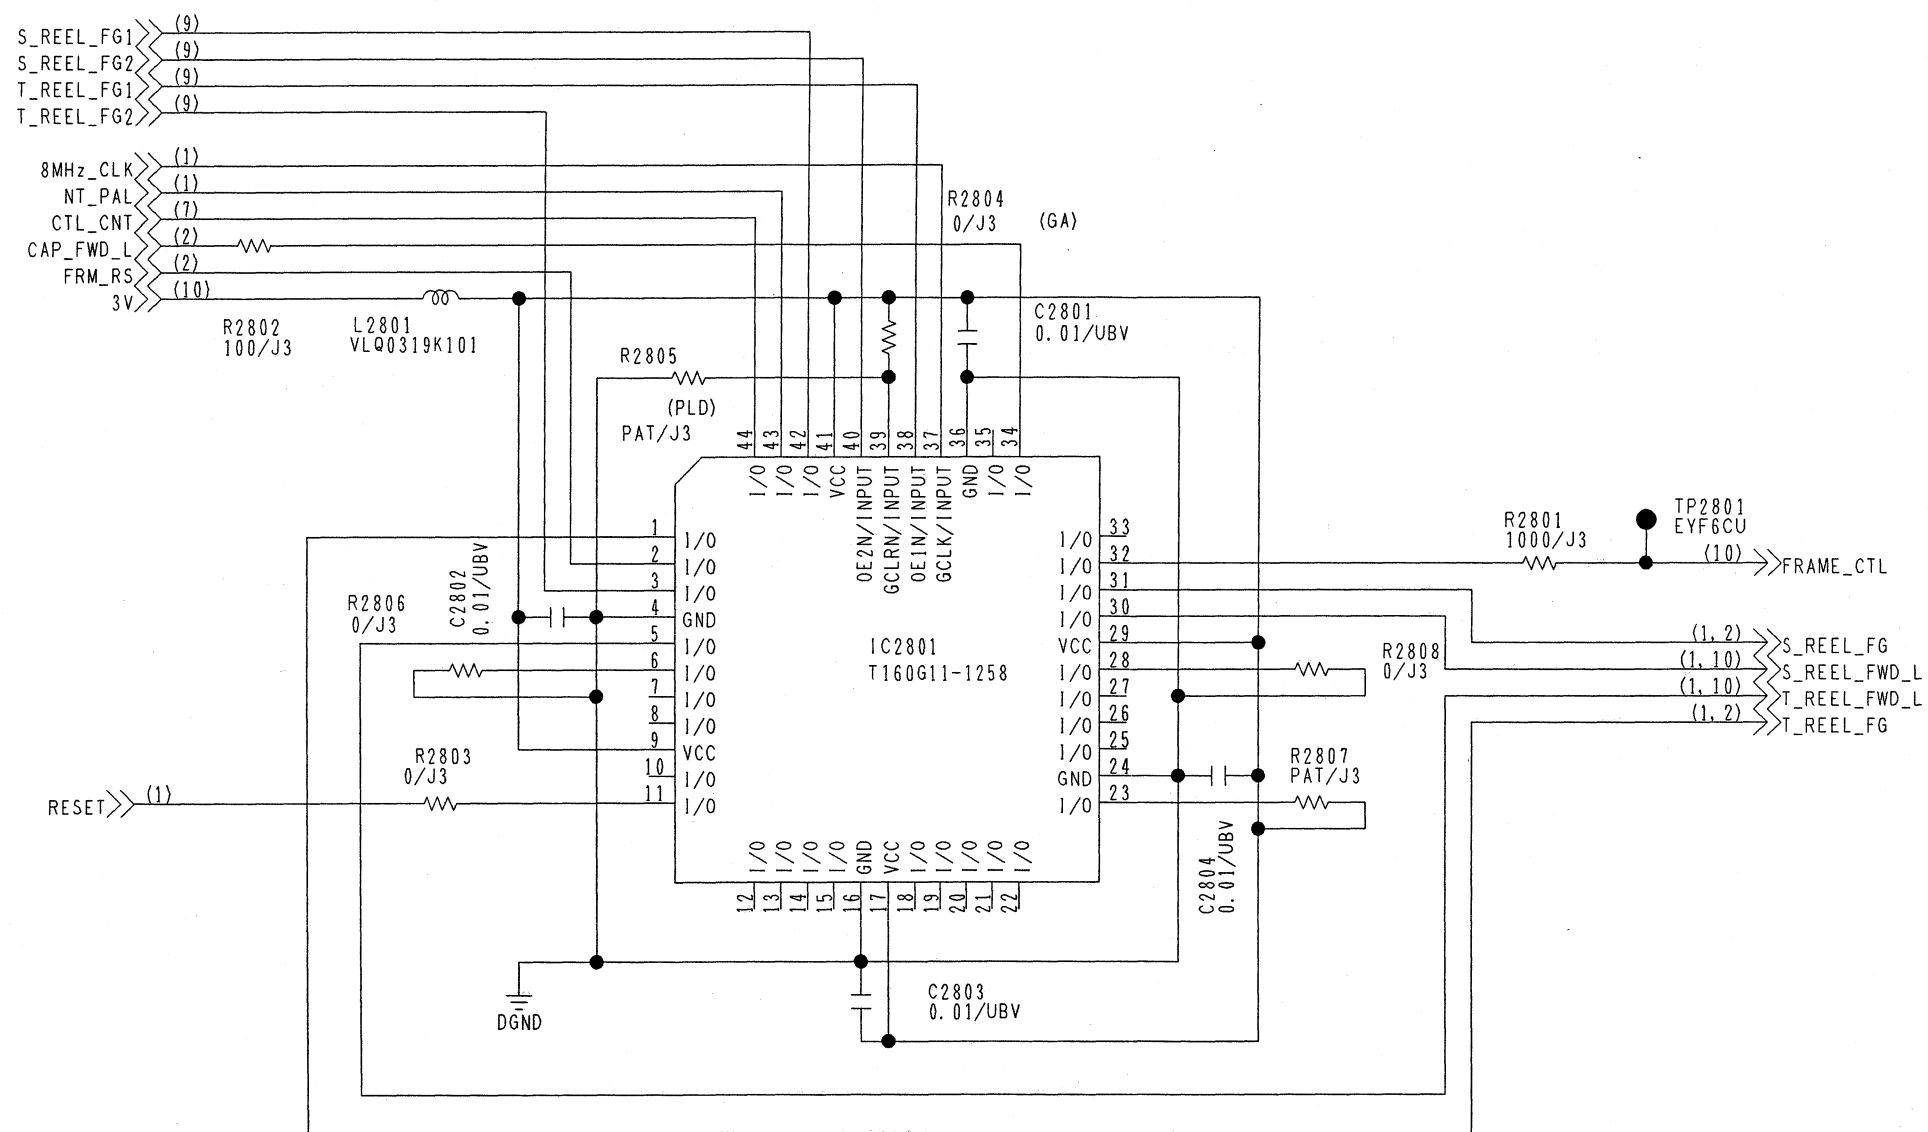 S_REEL_FG1 (9)
S_REEL_FG2 (9)
T_REEL_FG1 (9)
T_REEL_FG2 (9)
8MHz_CLK (1)
NT_PAL (1)
CTL_CNT (7)
CAP_FWD_L (2)
FRM_RS (2)
3V (10)
R2802
100/J3
L2801
VLQ0319K101
R2804
0/J3 (GA)
C2801
0.01/UBV
R2805
(PLD)
PAT/J3
44 43 42 41 40 39 38 37 36 35 34
I/O I/O I/O VCC OE2N/INPUT GCLRN/INPUT OE1N/INPUT GCLK/INPUT GND I/O I/O
1 I/O
2 I/O
3 I/O
4 GND
5 I/O
6 I/O
7 I/O
8 I/O
9 VCC
10 I/O
11 I/O
C2802
0.01/UBV
R2806
0/J3
R2803
0/J3
RESET (1)
IC2801
T160G11-1258
I/O 33
I/O 32
I/O 31
I/O 30
VCC 29
I/O 28
I/O 27
I/O 26
I/O 25
GND 24
I/O 23
R2801
1000/J3
TP2801
EYF6CU
(10) FRAME_CTL
(1,2) S_REEL_FG
(1,10) S_REEL_FWD_L
(1,10) T_REEL_FWD_L
(1,2) T_REEL_FG
R2808
0/J3
R2807
PAT/J3
C2804
0.01/UBV
I/O I/O I/O I/O GND VCC I/O I/O I/O I/O I/O
12 13 14 15 16 17 18 19 20 21 22
DGND
C2803
0.01/UBV